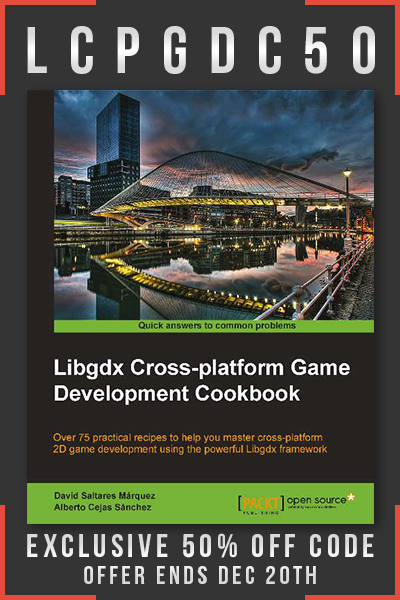 LCPGDC50
Quick answers to common problems
Libgdx Cross-platform Game
Development Cookbook
Over 75 practical recipes to help you master cross-platform
2D game development using the powerful Libgdx framework
David Saltares Márquez
Alberto Cejas Sánchez
[PACKT] open source*
PUBLISHING
EXCLUSIVE 50% OFF CODE
OFFER ENDS DEC 20TH